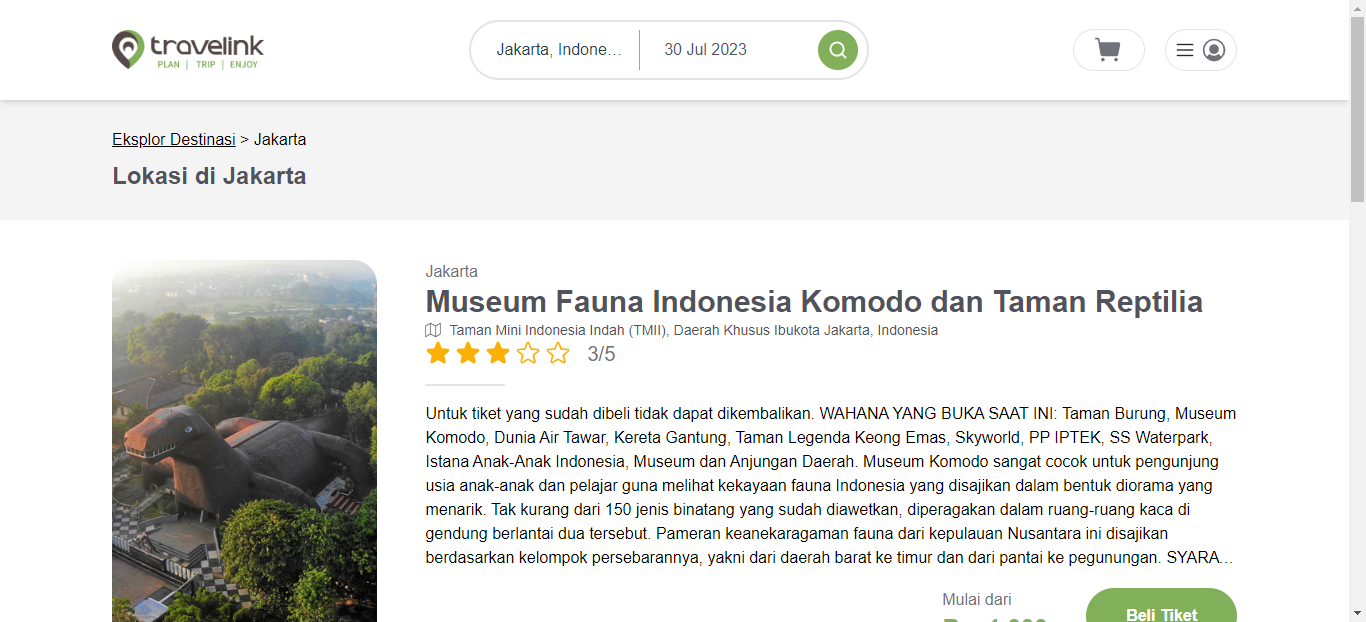 travelink
PLAN | TRIP | ENJOY
Jakarta, Indone...
30 Jul 2023
Eksplor Destinasi > Jakarta
Lokasi di Jakarta
Jakarta
Museum Fauna Indonesia Komodo dan Taman Reptilia
Taman Mini Indonesia Indah (TMII), Daerah Khusus Ibukota Jakarta, Indonesia
3/5
Untuk tiket yang sudah dibeli tidak dapat dikembalikan. WAHANA YANG BUKA SAAT INI: Taman Burung, Museum
Komodo, Dunia Air Tawar, Kereta Gantung, Taman Legenda Keong Emas, Skyworld, PP IPTEK, SS Waterpark,
Istana Anak-Anak Indonesia, Museum dan Anjungan Daerah. Museum Komodo sangat cocok untuk pengunjung
usia anak-anak dan pelajar guna melihat kekayaan fauna Indonesia yang disajikan dalam bentuk diorama yang
menarik. Tak kurang dari 150 jenis binatang yang sudah diawetkan, diperagakan dalam ruang-ruang kaca di
gendung berlantai dua tersebut. Pameran keanekaragaman fauna dari kepulauan Nusantara ini disajikan
berdasarkan kelompok persebarannya, yakni dari daerah barat ke timur dan dari pantai ke pegunungan. SYARA...
Mulai dari
Beli Tiket